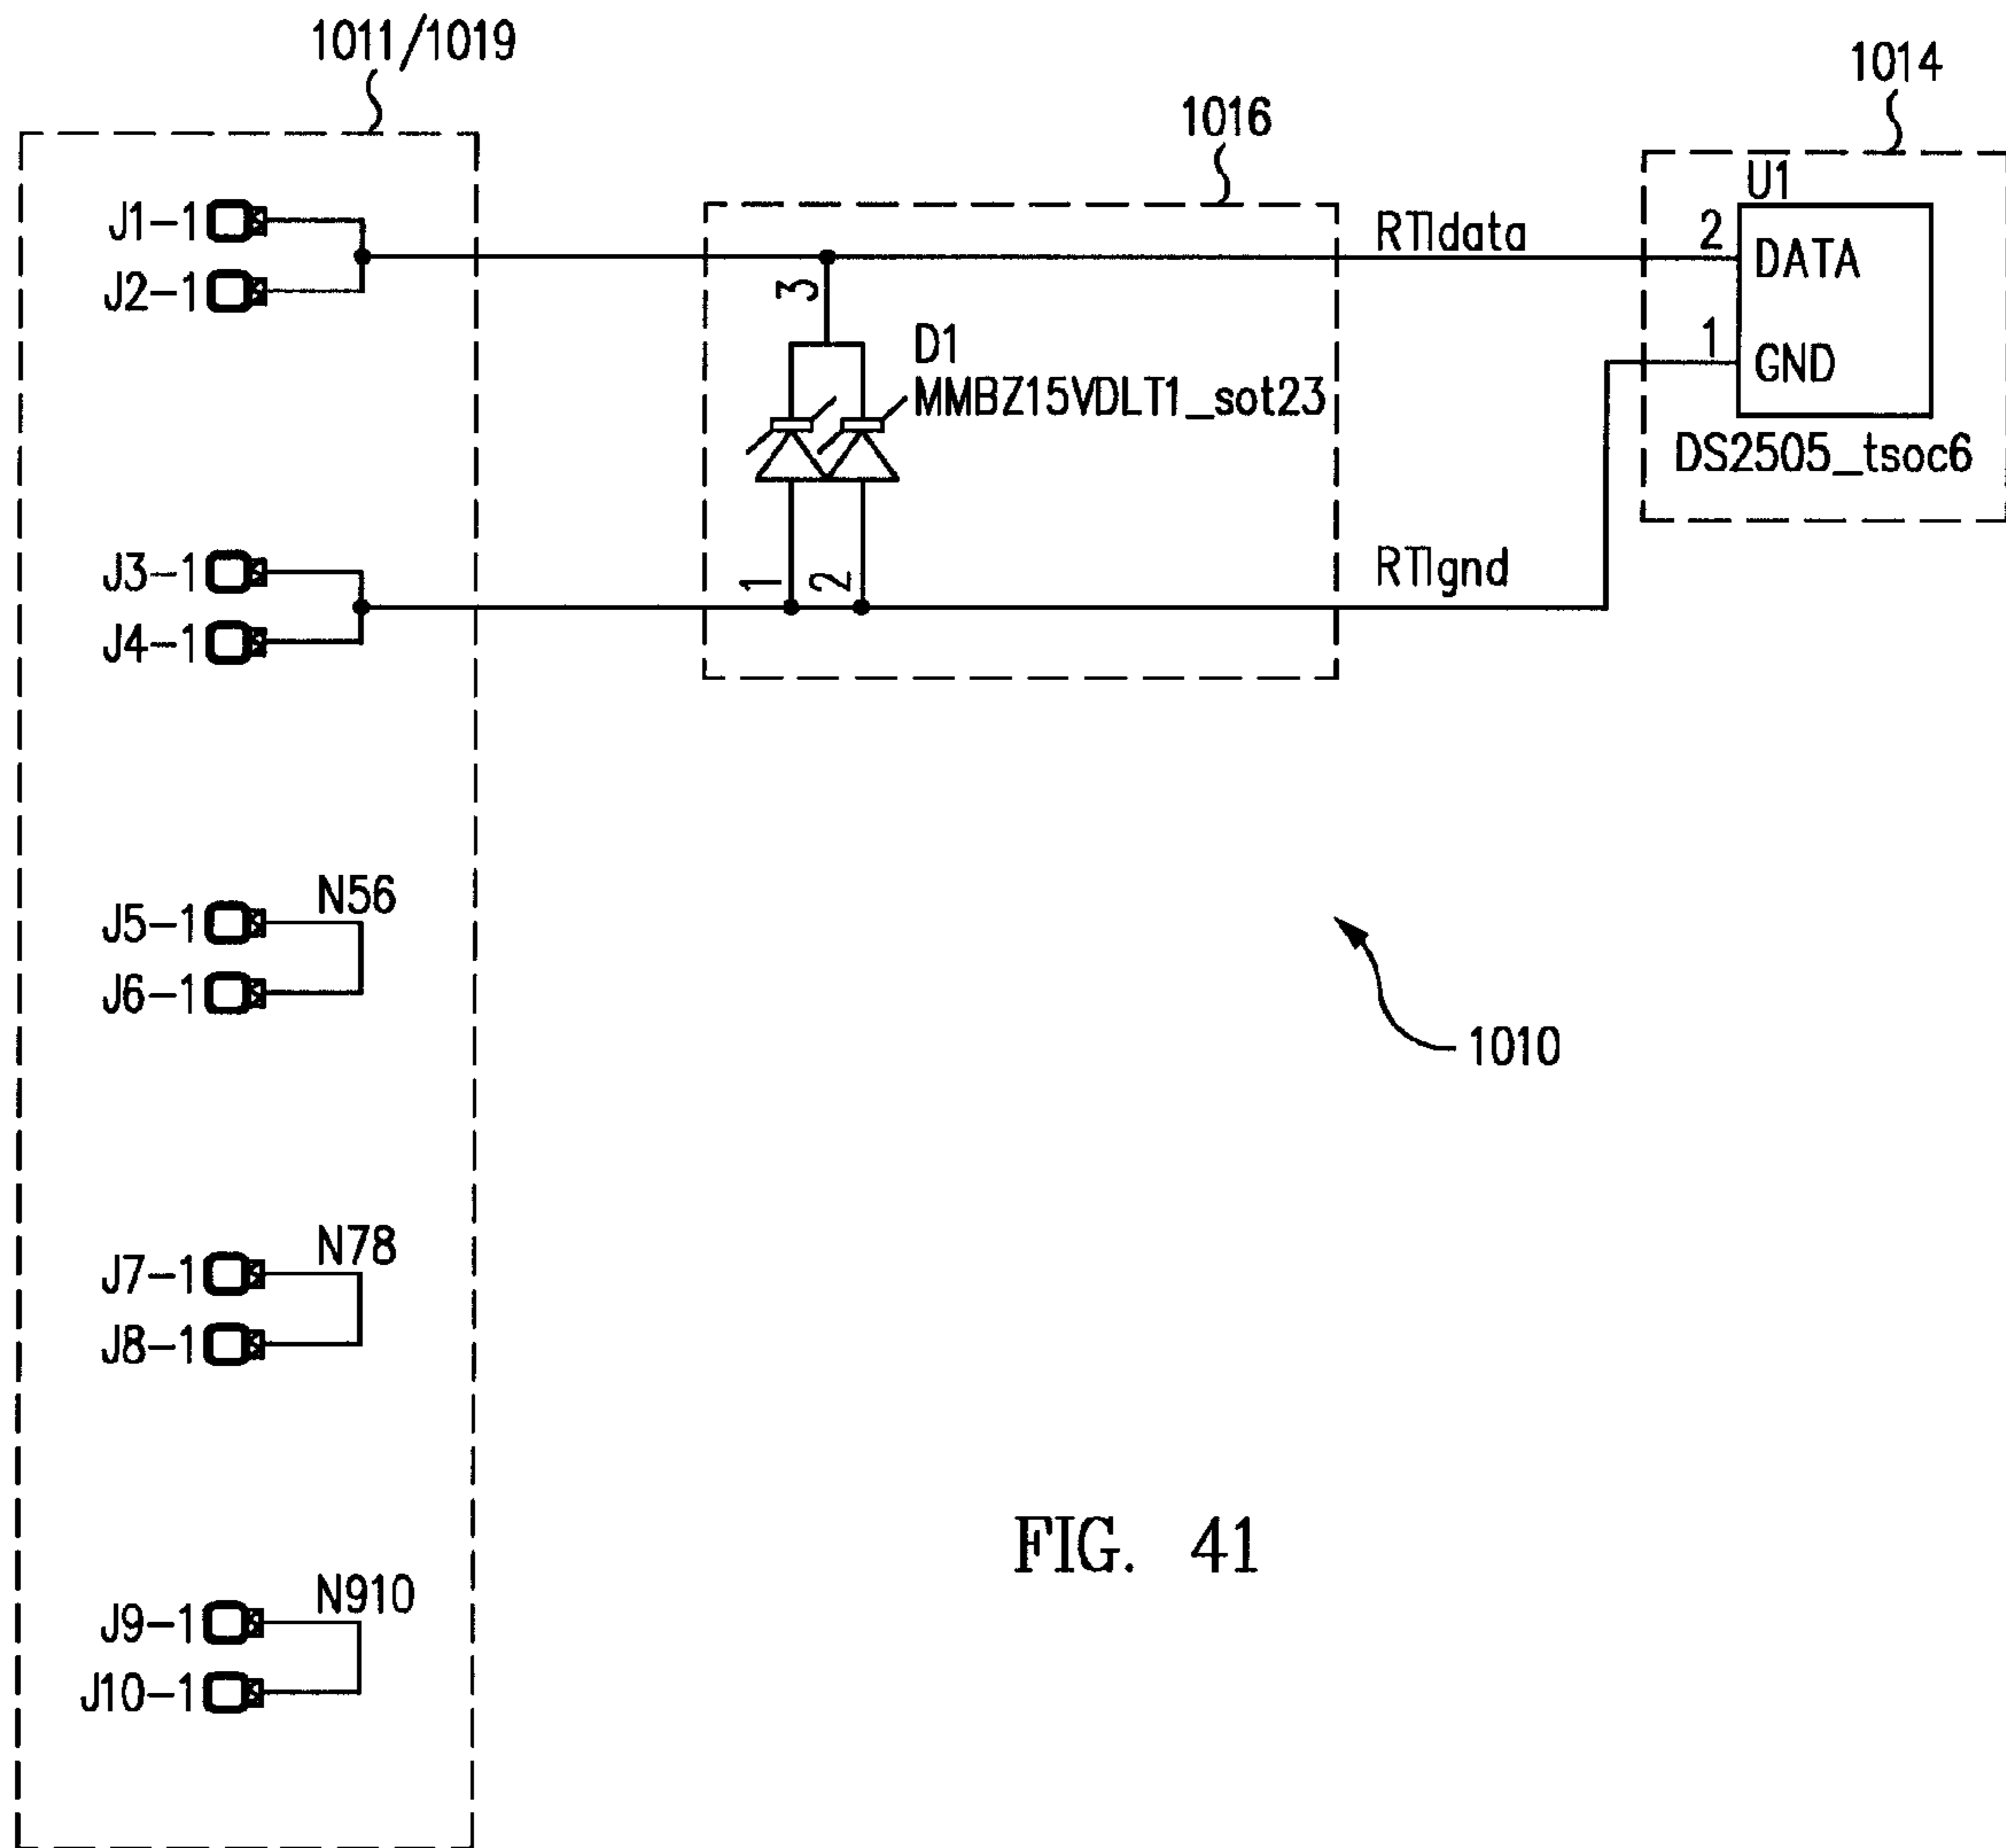 1011/1019
1014
1016
U1
J1-1
J2-1
RTIdata
2
DATA
3
D1
MMBZ15VDLT1_sot23
1
GND
DS2505_tsoc6
J3-1
J4-1
1
2
RTIgnd
N56
J5-1
J6-1
1010
N78
J7-1
J8-1
FIG. 41
N910
J9-1
J10-1